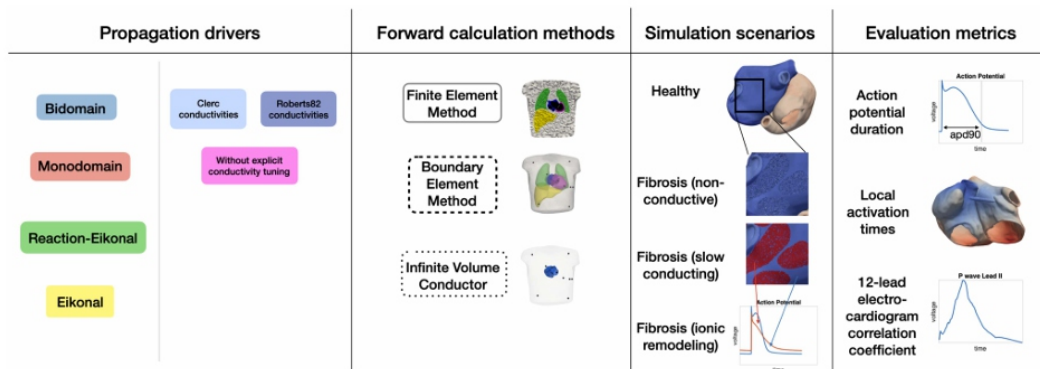 Propagation drivers
Bidomain
Monodomain
Reaction-Eikonal
Eikonal
Clerc
conductivities
Roberts82
conductivities
Without explicit
conductivity tuning
Forward calculation methods
Finite Element
Method
Boundary
Element
Method
Infinite Volume
Conductor
Simulation scenarios
Healthy
Fibrosis (non-
conductive)
Fibrosis (slow
conducting)
Fibrosis (ionic
remodeling)
Action Potential
voltage
time
Evaluation metrics
Action
potential
duration
Action Potential
voltage
apd90
time
Local
activation
times
12-lead
electro-
cardiogram
correlation
coefficient
P wave Lead II
voltage
time